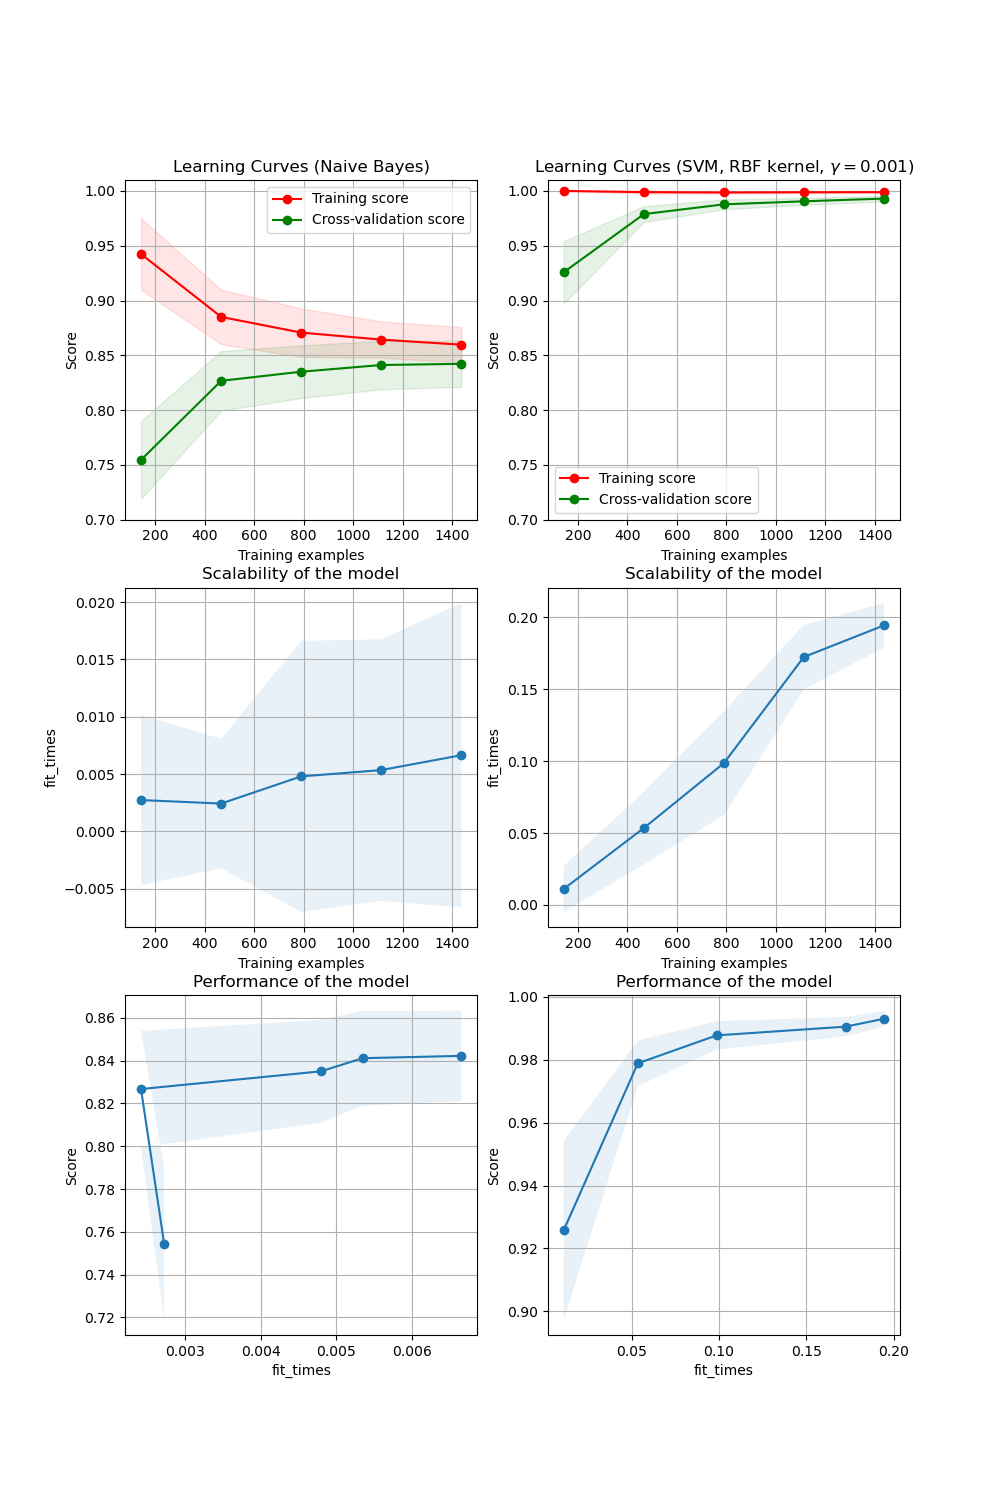 Learning Curves (Naive Bayes)
1.00
0.95
0.90
0.85
0.80
0.75
0.70
Score
Training score
Cross-validation score
200 400 600 800 1000 1200 1400
Training examples
Learning Curves (SVM, RBF kernel, γ = 0.001)
1.00
0.95
0.90
0.85
0.80
0.75
0.70
Score
Training score
Cross-validation score
200 400 600 800 1000 1200 1400
Training examples
Scalability of the model
0.020
0.015
0.010
0.005
0.000
−0.005
fit_times
200 400 600 800 1000 1200 1400
Training examples
Scalability of the model
0.20
0.15
0.10
0.05
0.00
fit_times
200 400 600 800 1000 1200 1400
Training examples
Performance of the model
0.86
0.84
0.82
0.80
0.78
0.76
0.74
0.72
Score
0.003 0.004 0.005 0.006
fit_times
Performance of the model
1.00
0.98
0.96
0.94
0.92
0.90
Score
0.05 0.10 0.15 0.20
fit_times